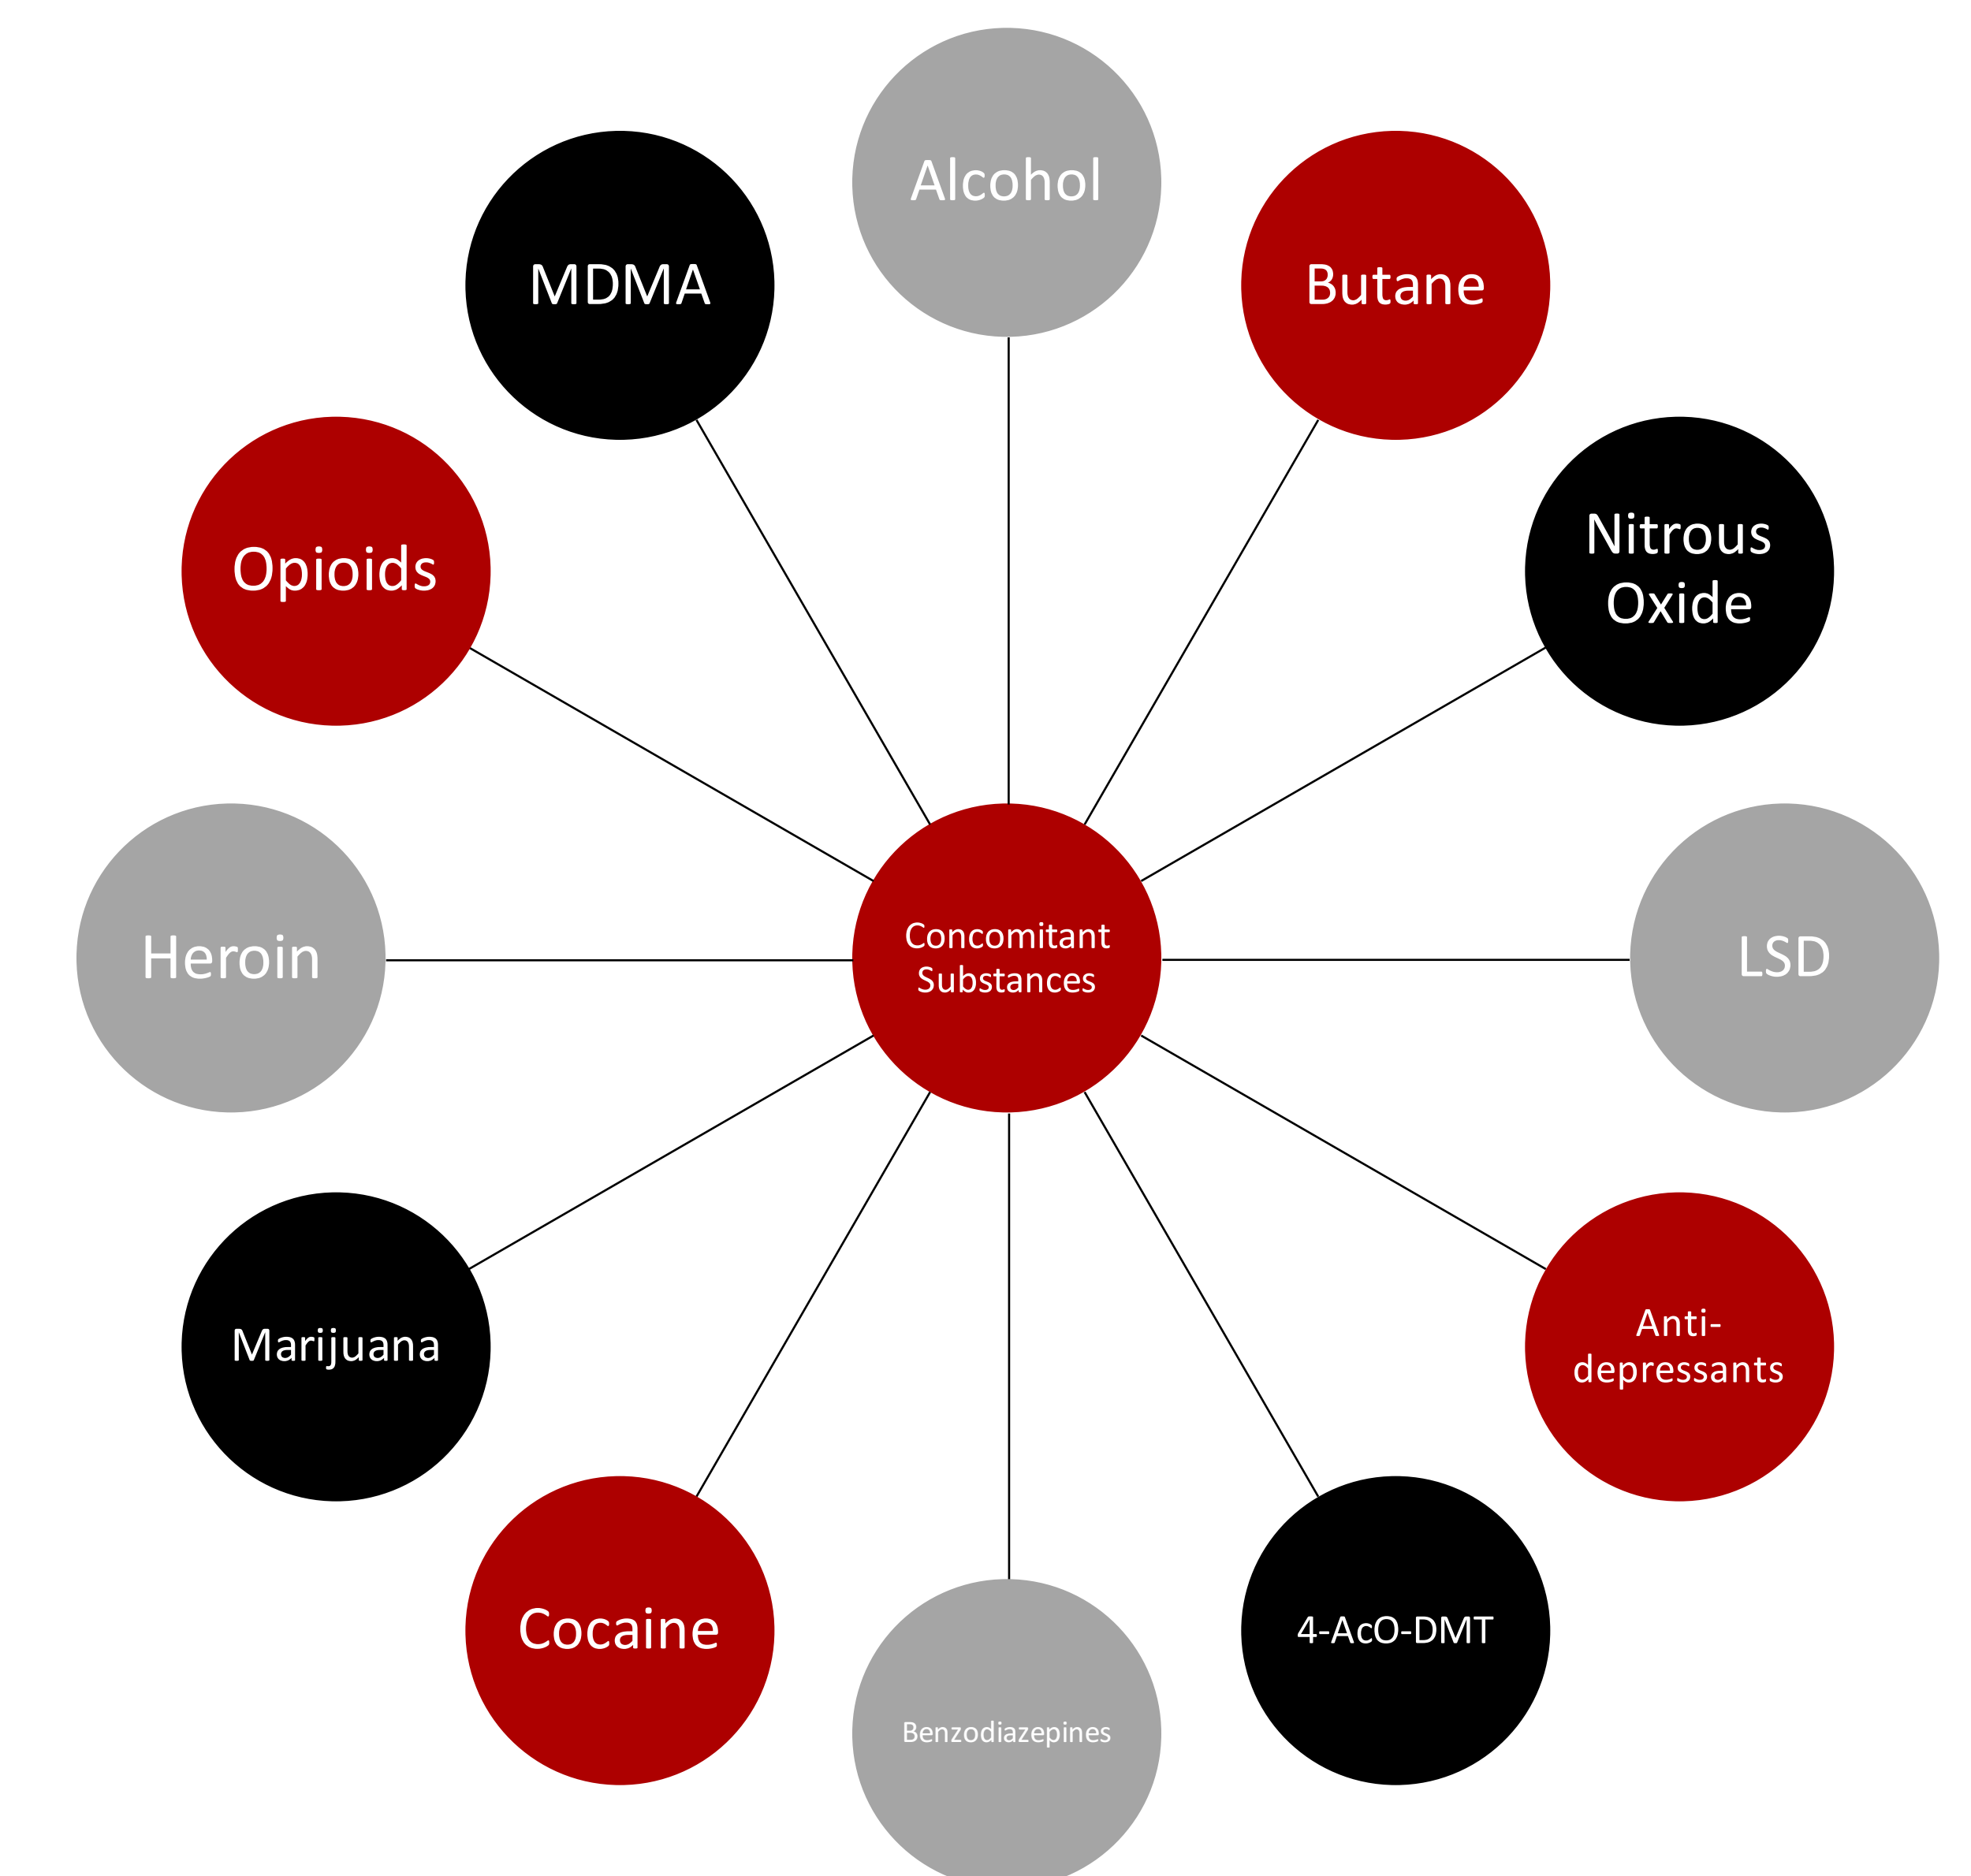 Alcohol
MDMA
Butane
Opioids
Nitrous
Oxide
Heroin
Concomitant
Substances
LSD
Marijuana
Anti-
depressants
Cocaine
4-AcO-DMT
Benzodiazepines